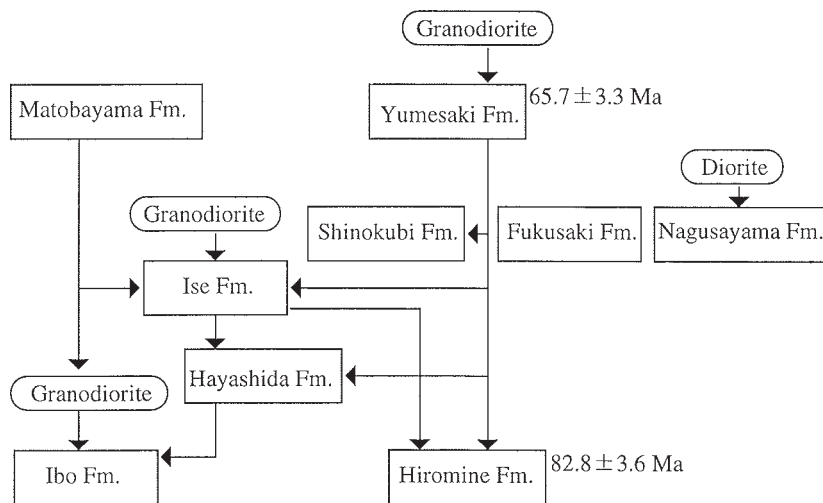 Granodiorite
Matobayama Fm.
Yumesaki Fm.
65.7±3.3 Ma
Diorite
Granodiorite
Shinokubi Fm.
Fukusaki Fm.
Nagusayama Fm.
Ise Fm.
Hayashida Fm.
Granodiorite
Ibo Fm.
Hiromine Fm.
82.8±3.6 Ma